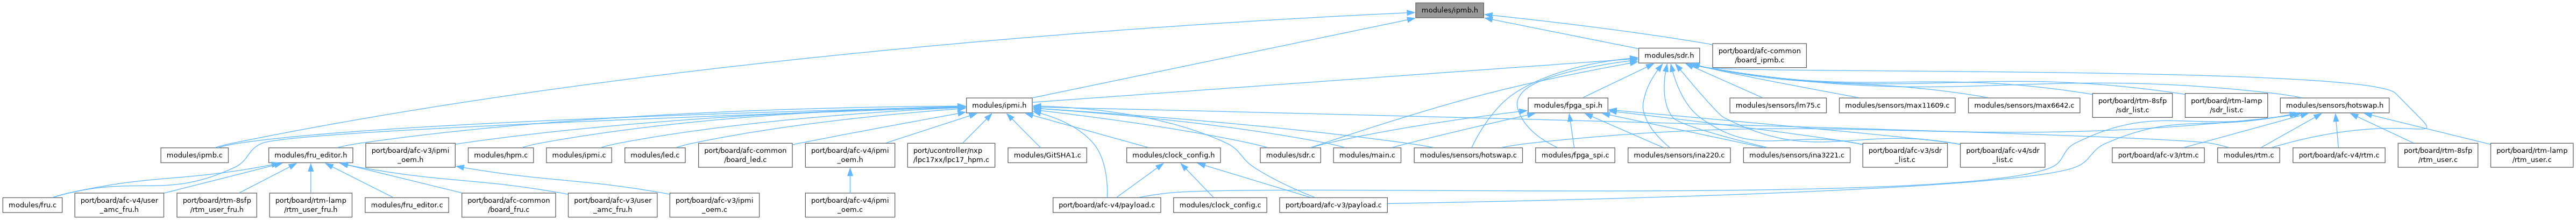 modules/ipmb.h
port/board/afc-common
/board_ipmb.c
modules/sdr.h
modules/ipmi.h
modules/fpga_spi.h
modules/sensors/lm75.c
modules/sensors/max11609.c
modules/sensors/max6642.c
port/board/rtm-8sfp
/sdr_list.c
port/board/rtm-lamp
/sdr_list.c
modules/sensors/hotswap.h
modules/ipmb.c
modules/fru_editor.h
port/board/afc-v3/ipmi
_oem.h
modules/hpm.c
modules/ipmi.c
modules/led.c
port/board/afc-common
/board_led.c
port/board/afc-v4/ipmi
_oem.h
port/ucontroller/nxp
/lpc17xx/lpc17_hpm.c
modules/GitSHA1.c
modules/clock_config.h
modules/sdr.c
modules/main.c
modules/sensors/hotswap.c
modules/fpga_spi.c
modules/sensors/ina220.c
modules/sensors/ina3221.c
port/board/afc-v3/sdr
_list.c
port/board/afc-v4/sdr
_list.c
port/board/afc-v3/rtm.c
modules/rtm.c
port/board/afc-v4/rtm.c
port/board/rtm-8sfp
/rtm_user.c
port/board/rtm-lamp
/rtm_user.c
modules/fru.c
port/board/afc-v4/user
_amc_fru.h
port/board/rtm-8sfp
/rtm_user_fru.h
port/board/rtm-lamp
/rtm_user_fru.h
modules/fru_editor.c
port/board/afc-common
/board_fru.c
port/board/afc-v3/user
_amc_fru.h
port/board/afc-v3/ipmi
_oem.c
port/board/afc-v4/ipmi
_oem.c
port/board/afc-v4/payload.c
modules/clock_config.c
port/board/afc-v3/payload.c